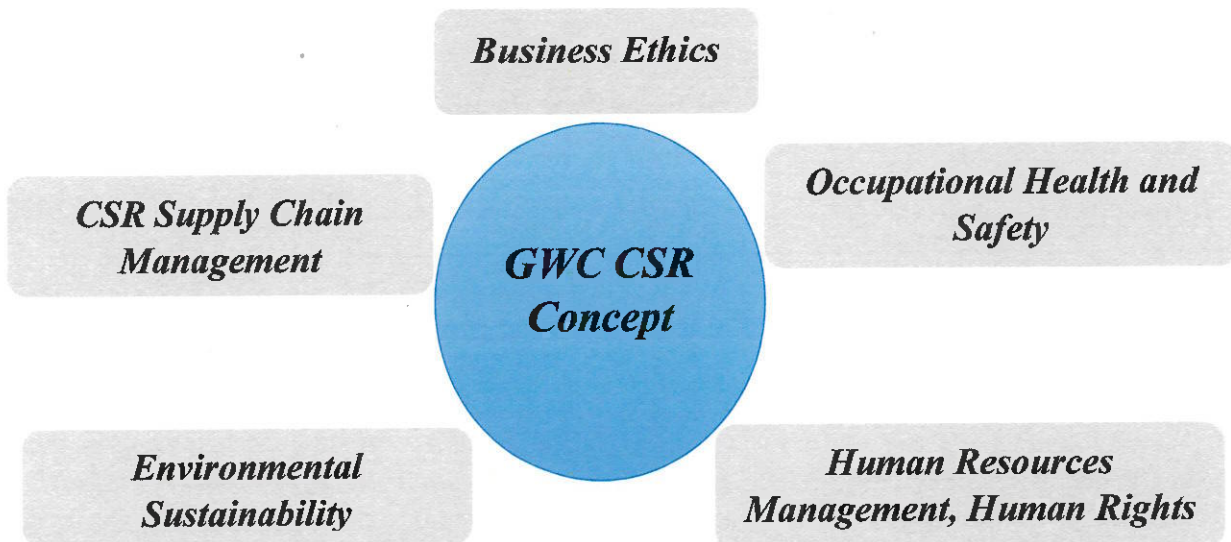 Business Ethics
Occupational Health and
Safety
CSR Supply Chain
Management
GWC CSR
Concept
Environmental
Sustainability
Human Resources
Management, Human Rights